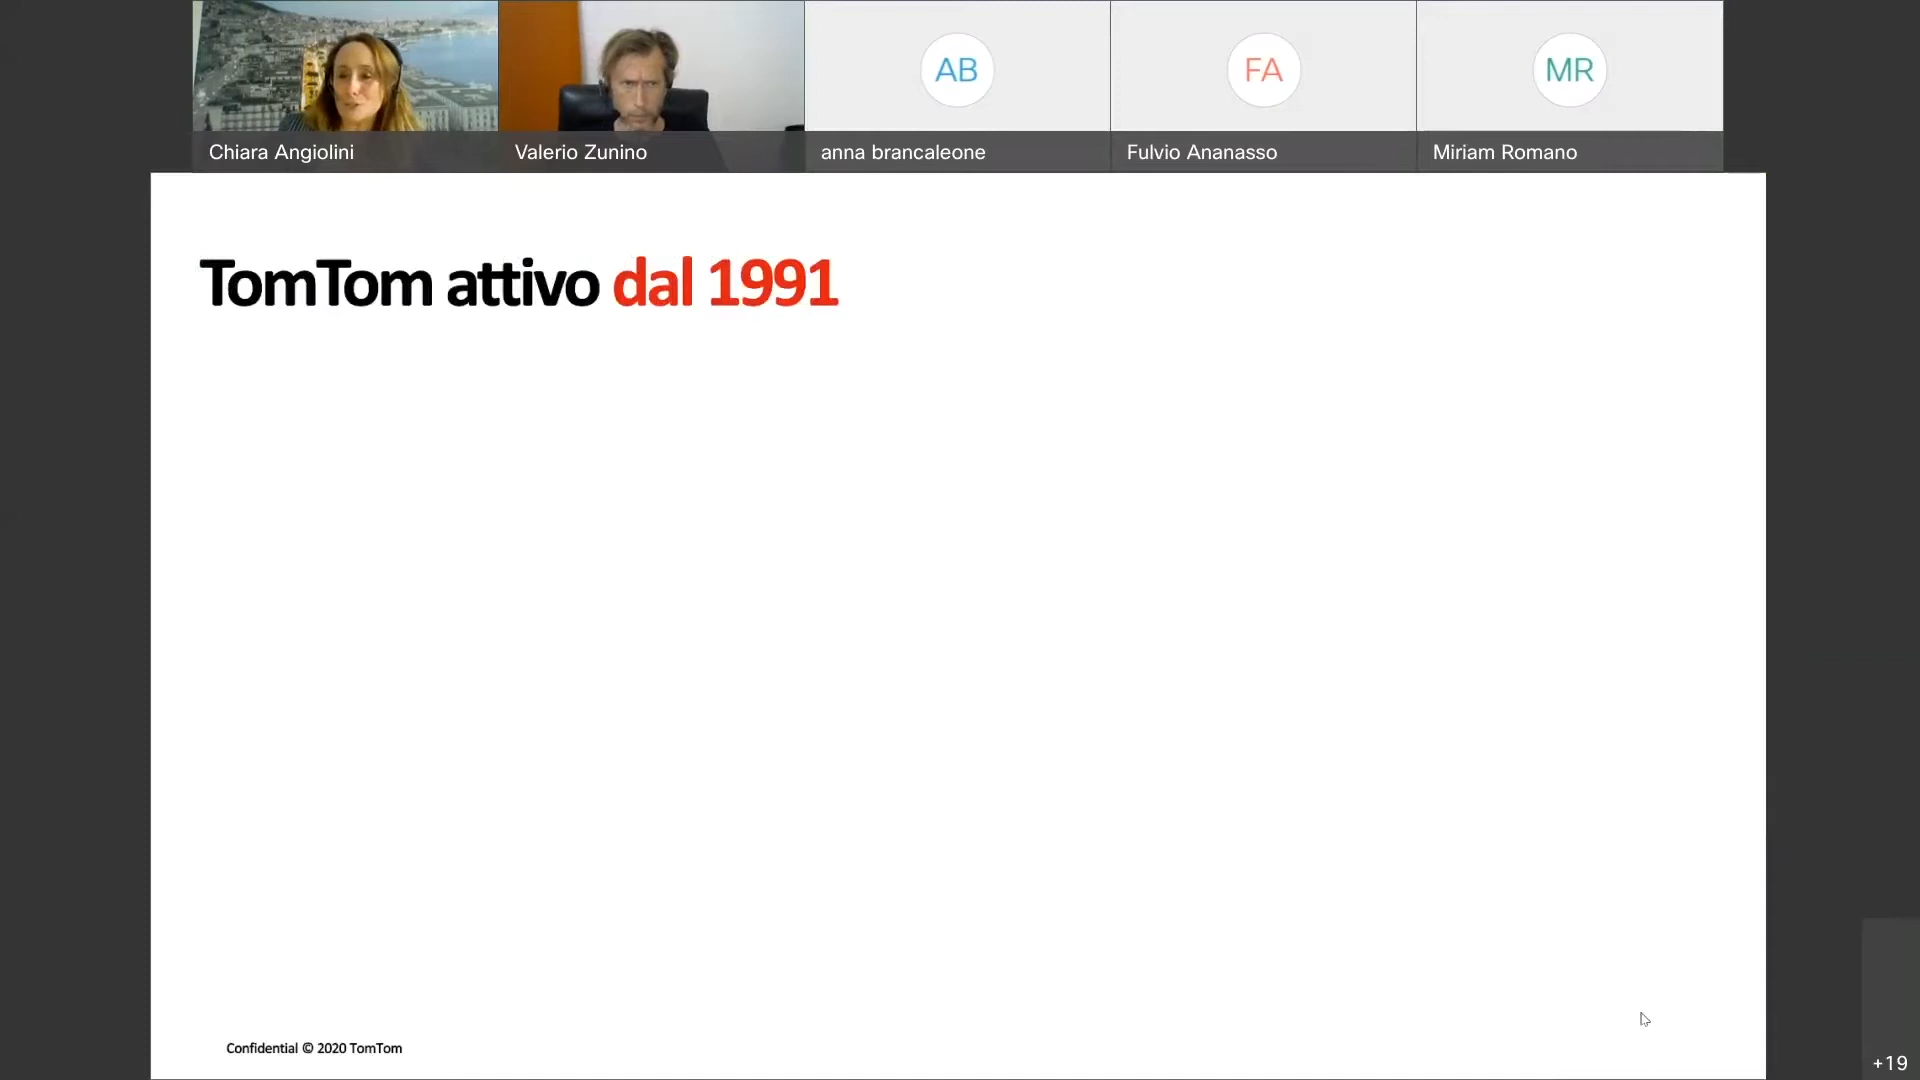 AB
FA
MR
Chiara Angiolini
Valerio Zunino
anna brancaleone
Fulvio Ananasso
Miriam Romano
TomTom attivo dal 1991
Confidential © 2020 TomTom
+19